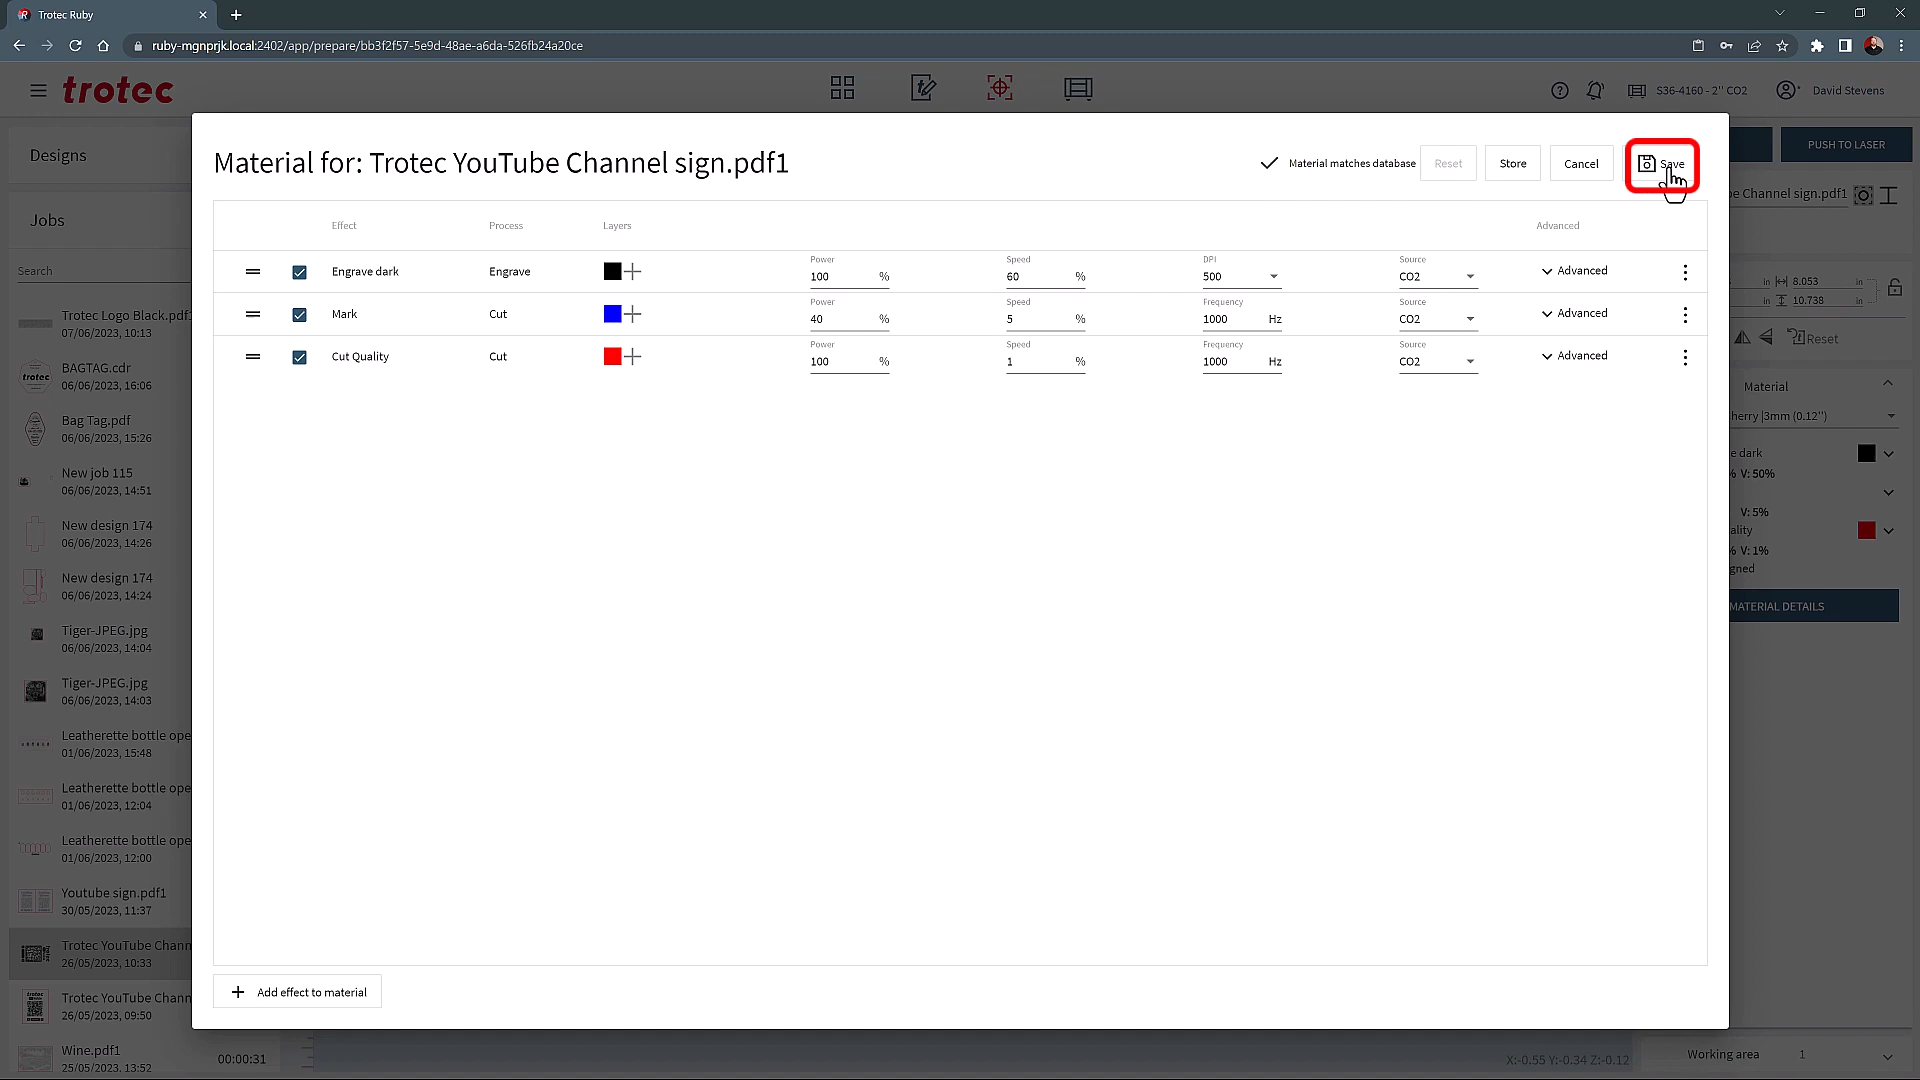 Trotec Ruby
ruby-mgnprjk.local:2402/app/prepare/bb3f2f57-5e9d-48ae-a6da-526fb24a20ce
trotec
S36-4160 - 2'' CO2
David Stevens
Designs
PUSH TO LASER
Jobs
Search
Trotec Logo Black.pdf
07/06/2023, 10:13
BAGTAG.cdr
06/06/2023, 16:06
Bag Tag.pdf
06/06/2023, 15:26
New job 115
06/06/2023, 14:51
New design 174
06/06/2023, 14:26
New design 174
06/06/2023, 14:24
Tiger-JPEG.jpg
06/06/2023, 14:04
Tiger-JPEG.jpg
06/06/2023, 14:03
Leatherette bottle ope
01/06/2023, 15:48
Leatherette bottle ope
01/06/2023, 12:04
Leatherette bottle ope
01/06/2023, 12:00
Youtube sign.pdf1
30/05/2023, 11:37
Trotec YouTube Chann
26/05/2023, 10:33
Trotec YouTube Chann
26/05/2023, 09:50
Wine.pdf1
25/05/2023, 13:52
00:00:31
Material for: Trotec YouTube Channel sign.pdf1
Material matches database
Reset
Store
Cancel
Save
Effect Process Layers Advanced
Engrave dark Engrave Power 100 % Speed 60 % DPI 500 Source CO2 Advanced
Mark Cut Power 40 % Speed 5 % Frequency 1000 Hz Source CO2 Advanced
Cut Quality Cut Power 100 % Speed 1 % Frequency 1000 Hz Source CO2 Advanced
Add effect to material
be Channel sign.pdf1
in 8.053 in
in 10.738 in
Reset
Material
herry |3mm (0.12'')
e dark
% V: 50%
V: 5%
ality
% V: 1%
gned
MATERIAL DETAILS
X:-0.55 Y:-0.34 Z:-0.12
Working area 1